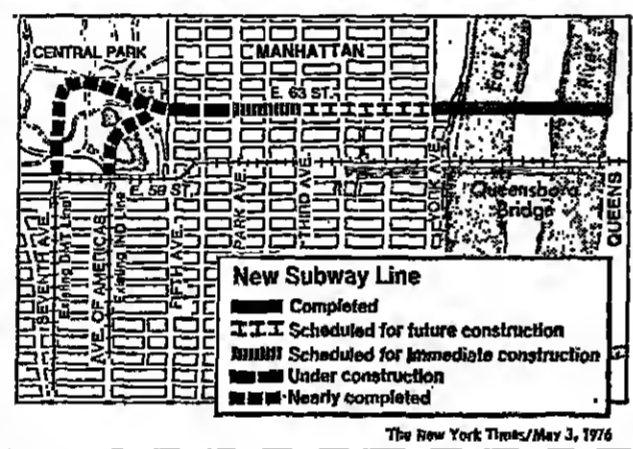 CENTRAL PARK
MANHATTAN
E. 63 ST.
East
River
E. 58 ST.
SEVENTH AVE.
Existing BMT Line
AVE. OF AMERICAS
Existing IND Line
FIFTH AVE.
PARK AVE.
THIRD AVE.
YORK AVE.
Queensboro
Bridge
QUEENS
New Subway Line
Completed
Scheduled for future construction
Scheduled for immediate construction
Under construction
Nearly completed
The New York Times/May 3, 1976